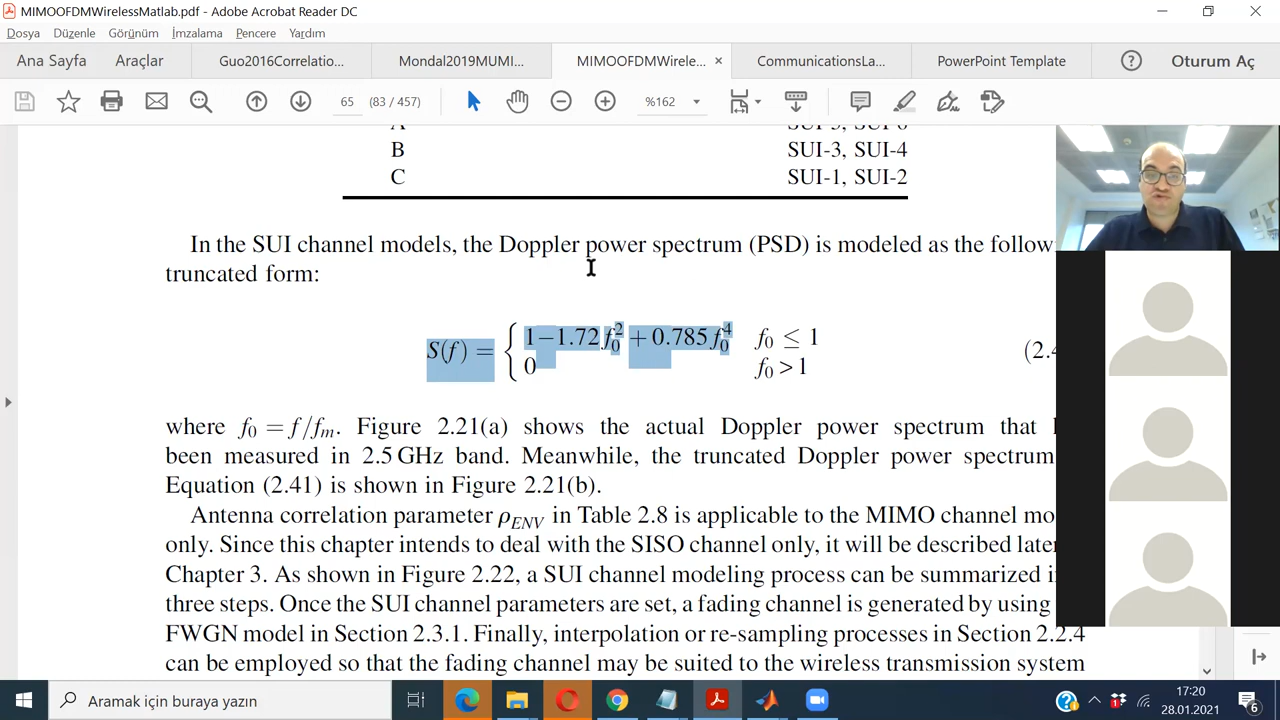 MIMOOFDMWirelessMatlab.pdf - Adobe Acrobat Reader DC
Dosya Düzenle Görünüm İmzalama Pencere Yardım
Ana Sayfa Araçlar Guo2016Correlatio... Mondal2019MUMI... MIMOOFDMWirele... × CommunicationsLa... PowerPoint Template ? Oturum Aç
65 (83 / 457) %162
B SUI-3, SUI-4
C SUI-1, SUI-2
In the SUI channel models, the Doppler power spectrum (PSD) is modeled as the follow
truncated form:
S(f) = { 1−1.72f₀² + 0.785f₀⁴ f₀ ≤ 1
0 f₀ > 1
(2.4
where f₀ = f/fₘ. Figure 2.21(a) shows the actual Doppler power spectrum that
been measured in 2.5 GHz band. Meanwhile, the truncated Doppler power spectrum
Equation (2.41) is shown in Figure 2.21(b).
Antenna correlation parameter ρENV in Table 2.8 is applicable to the MIMO channel mo
only. Since this chapter intends to deal with the SISO channel only, it will be described later
Chapter 3. As shown in Figure 2.22, a SUI channel modeling process can be summarized i
three steps. Once the SUI channel parameters are set, a fading channel is generated by using
FWGN model in Section 2.3.1. Finally, interpolation or re-sampling processes in Section 2.2.4
can be employed so that the fading channel may be suited to the wireless transmission system
Aramak için buraya yazın
17:20
28.01.2021
6